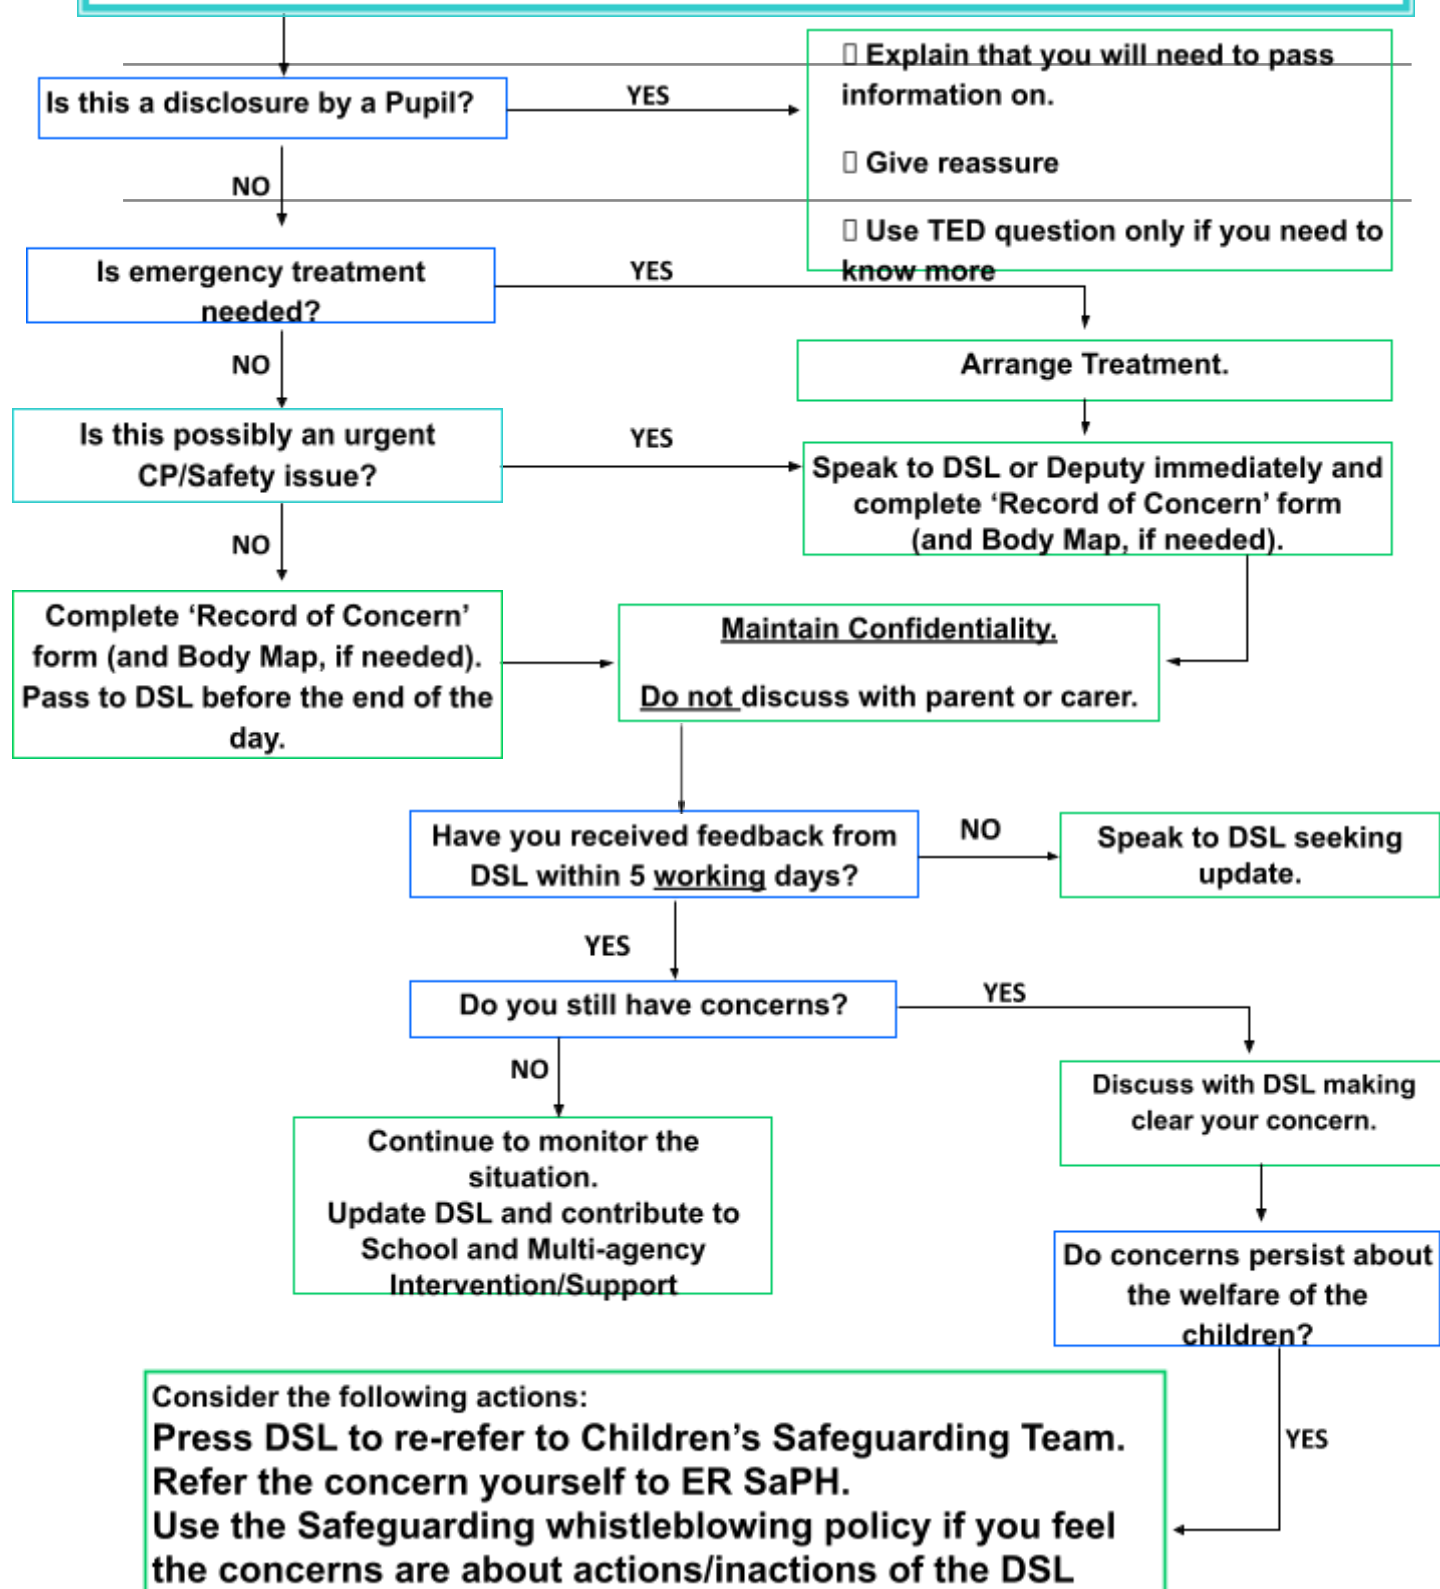 Is this a disclosure by a Pupil?
YES
Explain that you will need to pass
information on.
Give reassure
Use TED question only if you need to
know more
NO
Is emergency treatment
needed?
YES
Arrange Treatment.
NO
Is this possibly an urgent
CP/Safety issue?
YES
Speak to DSL or Deputy immediately and
complete ‘Record of Concern’ form
(and Body Map, if needed).
NO
Complete ‘Record of Concern’
form (and Body Map, if needed).
Pass to DSL before the end of the
day.
Maintain Confidentiality.
Do not discuss with parent or carer.
Have you received feedback from
DSL within 5 working days?
NO
Speak to DSL seeking
update.
YES
Do you still have concerns?
YES
NO
Discuss with DSL making
clear your concern.
Continue to monitor the
situation.
Update DSL and contribute to
School and Multi-agency
Intervention/Support
Do concerns persist about
the welfare of the
children?
YES
Consider the following actions:
Press DSL to re-refer to Children’s Safeguarding Team.
Refer the concern yourself to ER SaPH.
Use the Safeguarding whistleblowing policy if you feel
the concerns are about actions/inactions of the DSL